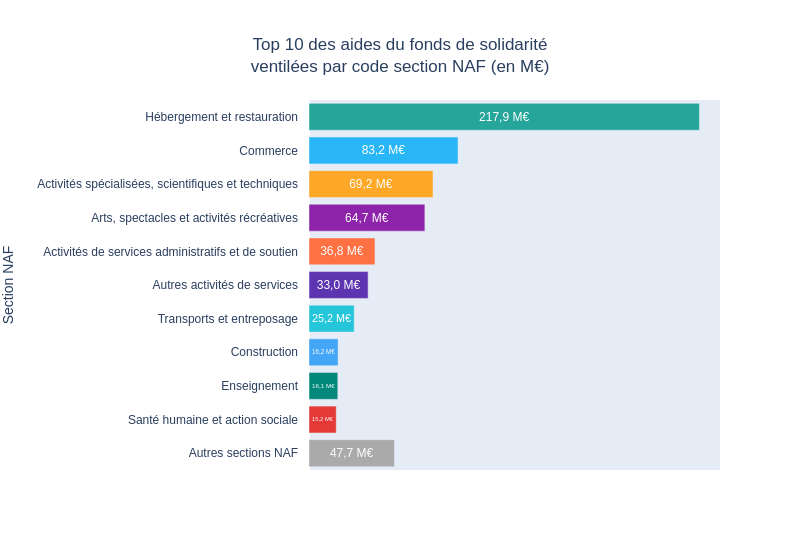 Top 10 des aides du fonds de solidarité
ventilées par code section NAF (en M€)
Section NAF
Hébergement et restauration 217,9 M€
Commerce 83,2 M€
Activités spécialisées, scientifiques et techniques 69,2 M€
Arts, spectacles et activités récréatives 64,7 M€
Activités de services administratifs et de soutien 36,8 M€
Autres activités de services 33,0 M€
Transports et entreposage 25,2 M€
Construction 16,2 M€
Enseignement 16,1 M€
Santé humaine et action sociale 15,2 M€
Autres sections NAF 47,7 M€